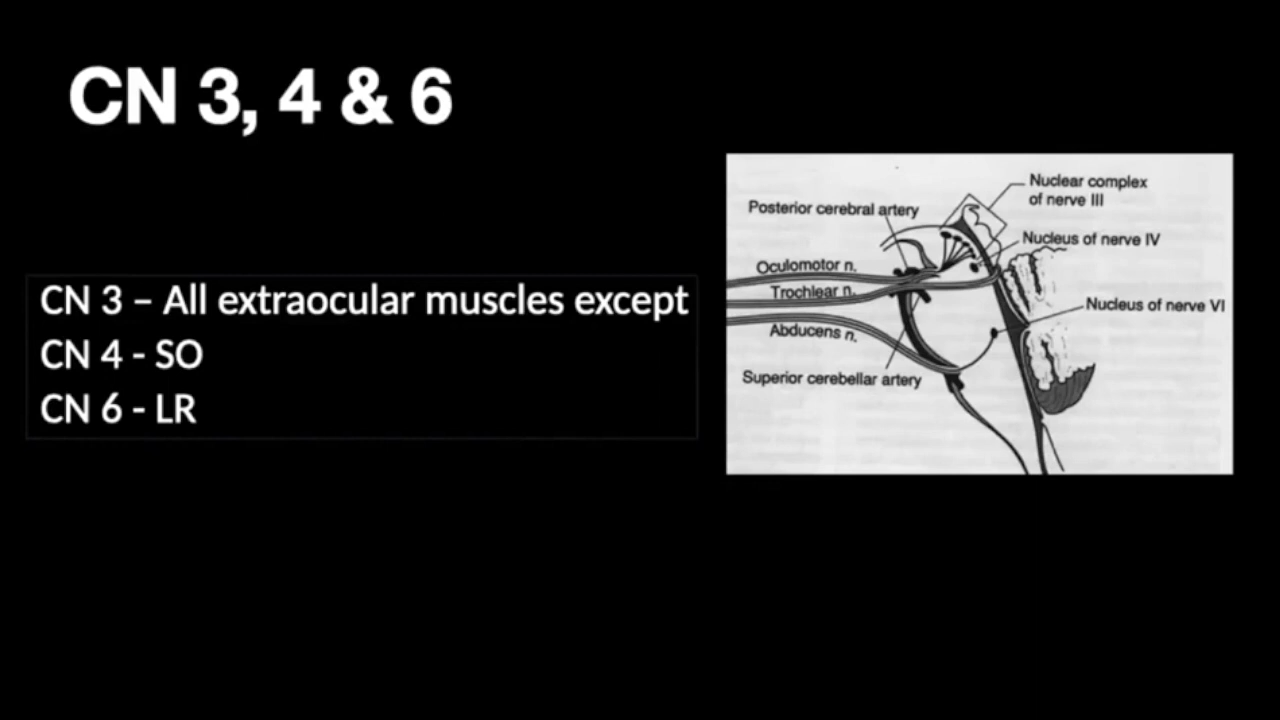 CN 3, 4 & 6
CN 3 – All extraocular muscles except
CN 4 - SO
CN 6 - LR
Nuclear complex
of nerve III
Posterior cerebral artery
Nucleus of nerve IV
Oculomotor n.
Trochlear n.
Nucleus of nerve VI
Abducens n.
Superior cerebellar artery